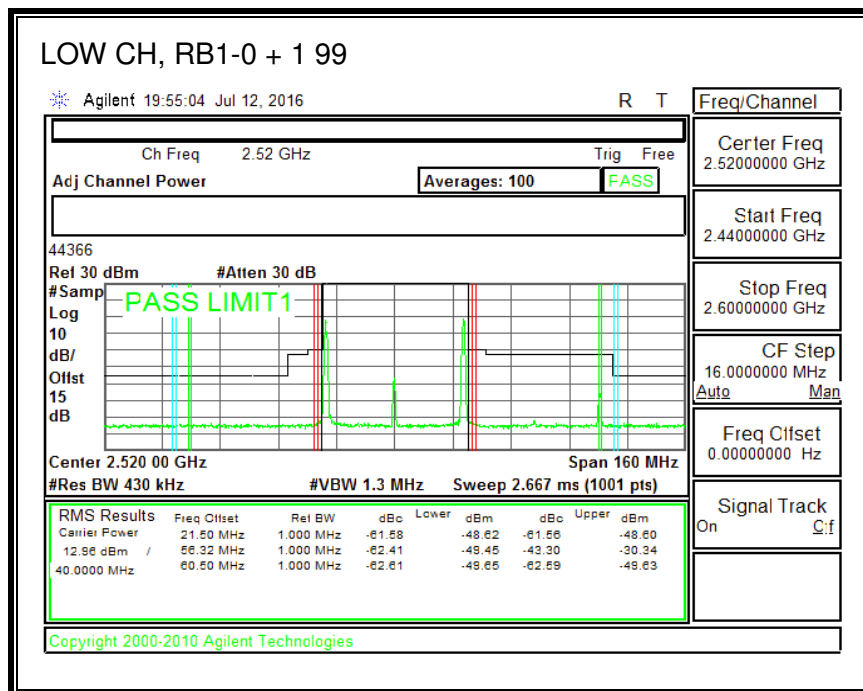 LOW CH, RB1-0 + 1 99
Agilent 19:55:04 Jul 12, 2016 R T
Freq/Channel
Ch Freq 2.52 GHz Trig Free
Adj Channel Power Averages: 100 PASS
Center Freq
2.52000000 GHz
Start Freq
2.44000000 GHz
Stop Freq
2.60000000 GHz
CF Step
16.0000000 MHz
Auto Man
Freq Offset
0.00000000 Hz
Signal Track
On Off
44366
Ref 30 dBm #Atten 30 dB
#Samp
Log
10
dB/
Offst
15
dB
PASS LIMIT1
Center 2.520 00 GHz Span 160 MHz
#Res BW 430 kHz #VBW 1.3 MHz Sweep 2.667 ms (1001 pts)
RMS Results Freq Offset Ref BW dBc Lower dBm dBc Upper dBm
Carrier Power 21.50 MHz 1.000 MHz -61.58 -48.62 -61.56 -48.60
12.96 dBm / 56.32 MHz 1.000 MHz -62.41 -49.45 -43.30 -30.34
40.0000 MHz 60.50 MHz 1.000 MHz -62.61 -49.65 -62.59 -49.63
Copyright 2000-2010 Agilent Technologies